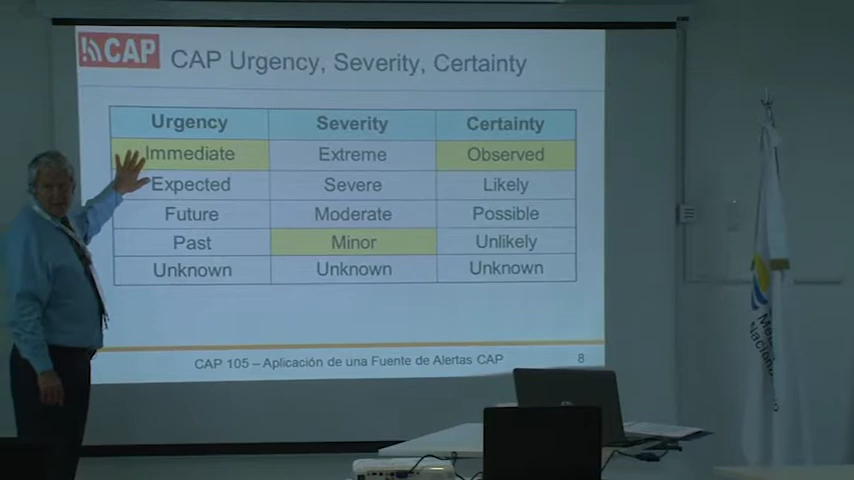 CAP
CAP Urgency, Severity, Certainty
Urgency Severity Certainty
Immediate Extreme Observed
Expected Severe Likely
Future Moderate Possible
Past Minor Unlikely
Unknown Unknown Unknown
CAP 105 – Aplicación de una Fuente de Alertas CAP 8